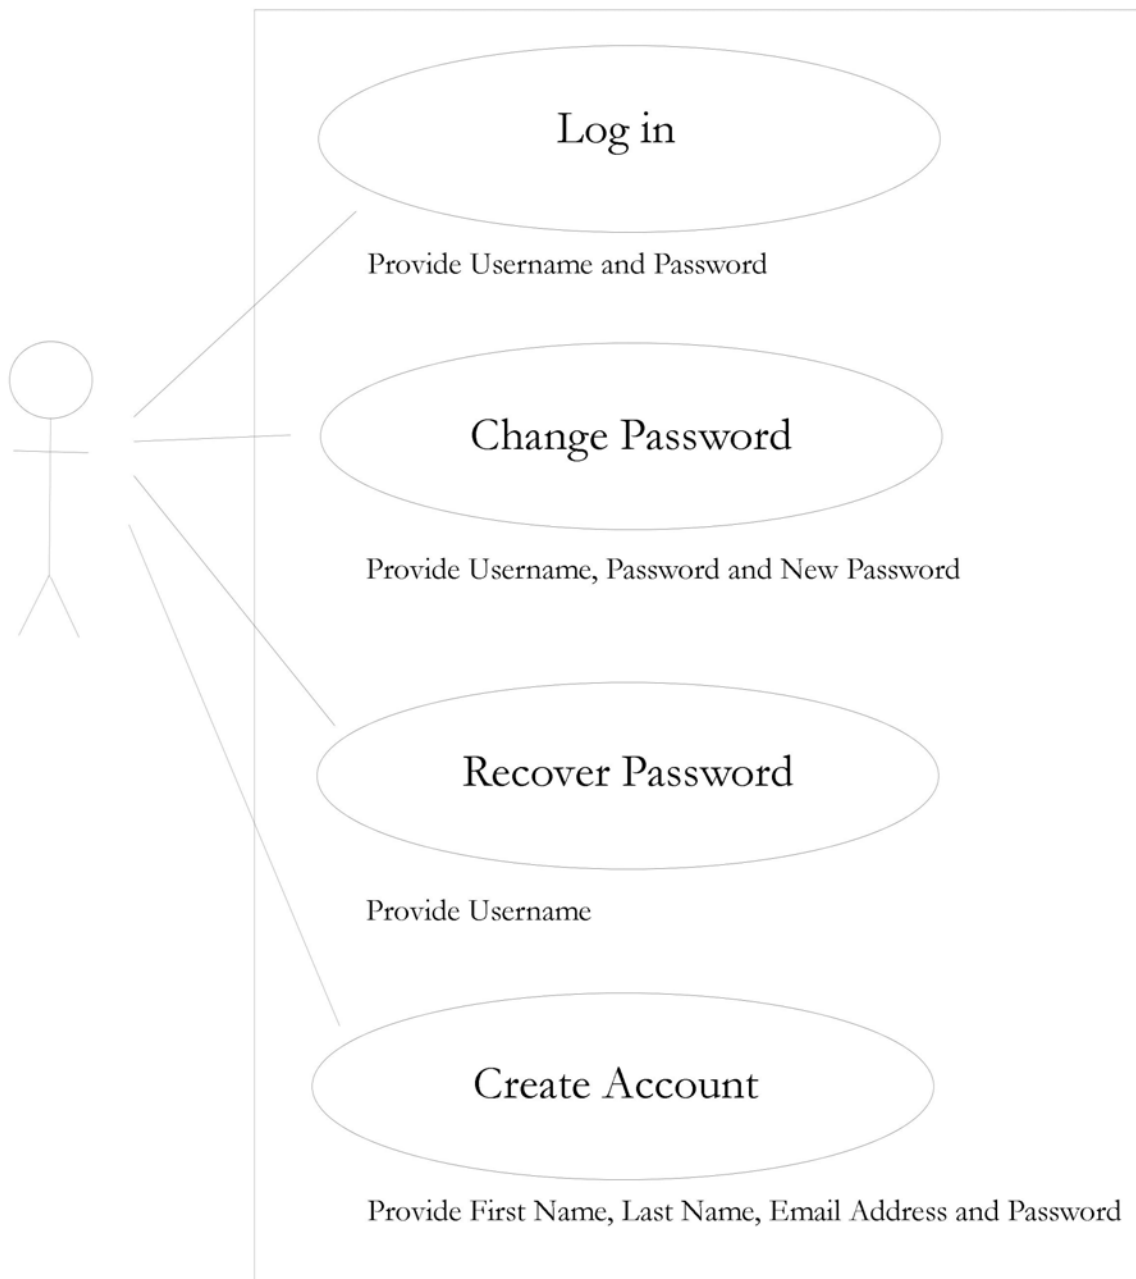 Log in
Provide Username and Password
Change Password
Provide Username, Password and New Password
Recover Password
Provide Username
Create Account
Provide First Name, Last Name, Email Address and Password